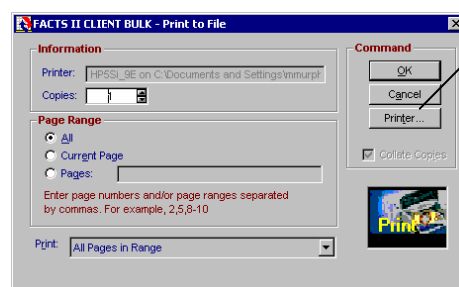 FACTS II CLIENT BULK - Print to File
Information
Printer: HP5Si_9E on C:\Documents and Settings\nmurph
Copies: 1
Page Range
All
Current Page
Pages:
Enter page numbers and/or page ranges separated
by commas. For example, 2,5,8-10
Print: All Pages in Range
Command
OK
Cancel
Printer...
Collate Copies
Print